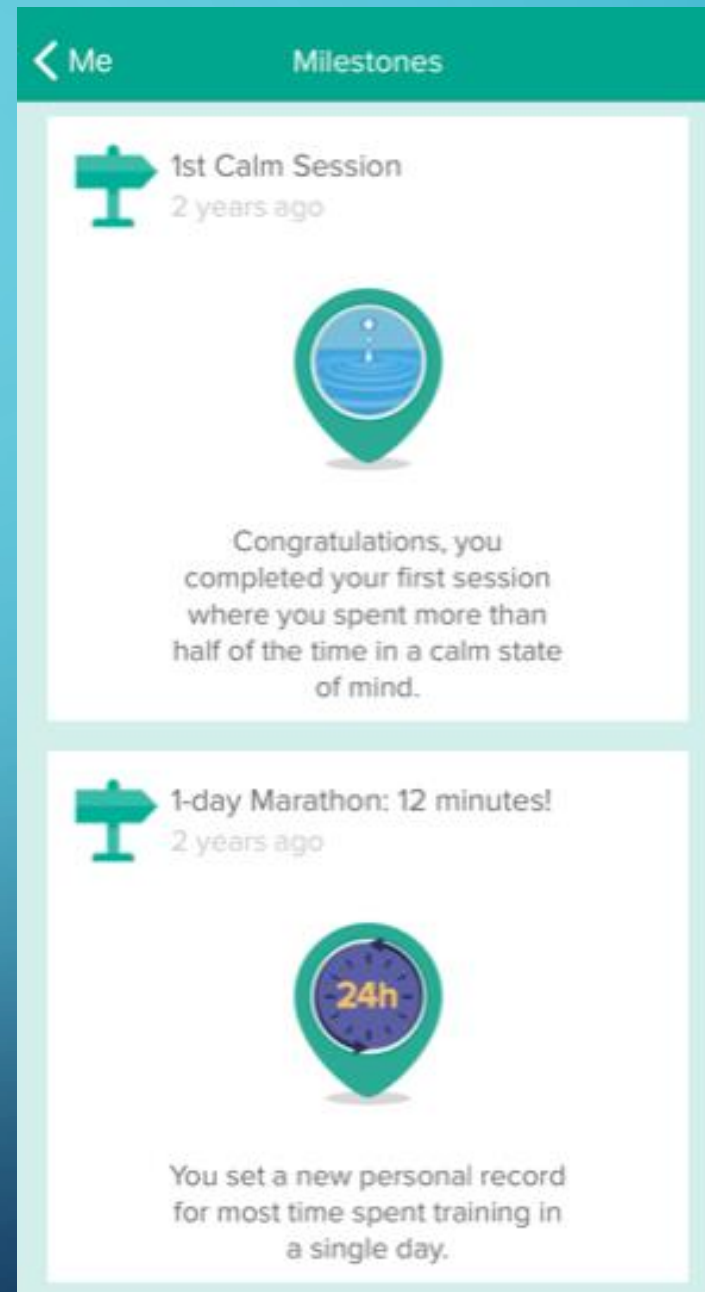 Me
Milestones
1st Calm Session
2 years ago
Congratulations, you
completed your first session
where you spent more than
half of the time in a calm state
of mind.
1-day Marathon: 12 minutes!
2 years ago
24h
You set a new personal record
for most time spent training in
a single day.